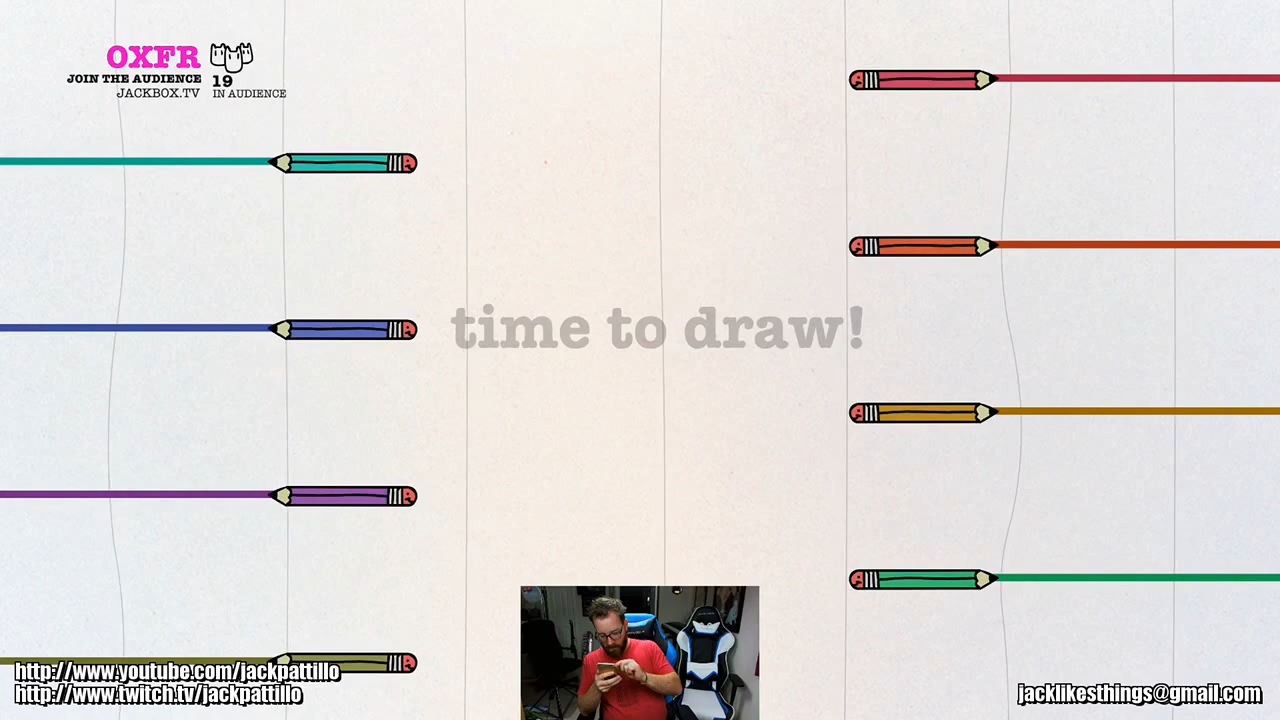 OXFR
JOIN THE AUDIENCE
JACKBOX.TV
19
IN AUDIENCE
time to draw!
http://www.youtube.com/jackpattillo
http://www.twitch.tv/jackpattillo
jacklikesthings@gmail.com